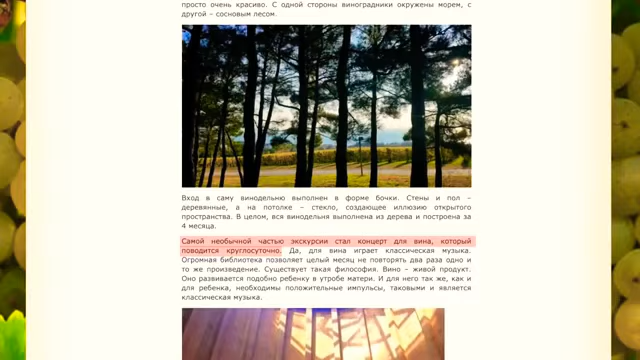 просто очень красиво. С одной стороны виноградники окружены морем, с
другой – сосновым лесом.
Вход в саму винодельню выполнен в форме бочки. Стены и пол –
деревянные, а на потолке – стекло, создающее иллюзию открытого
пространства. В целом, вся винодельня выполнена из дерева и построена за
4 месяца.
Самой необычной частью экскурсии стал концерт для вина, который
поводится круглосуточно. Да, для вина играет классическая музыка.
Огромная библиотека позволяет целый месяц не повторять два раза одно и
то же произведение. Существует такая философия. Вино – живой продукт.
Оно развивается подобно ребенку в утробе матери. И для него так же, как и
для ребенка, необходимы положительные импульсы, таковыми и является
классическая музыка.